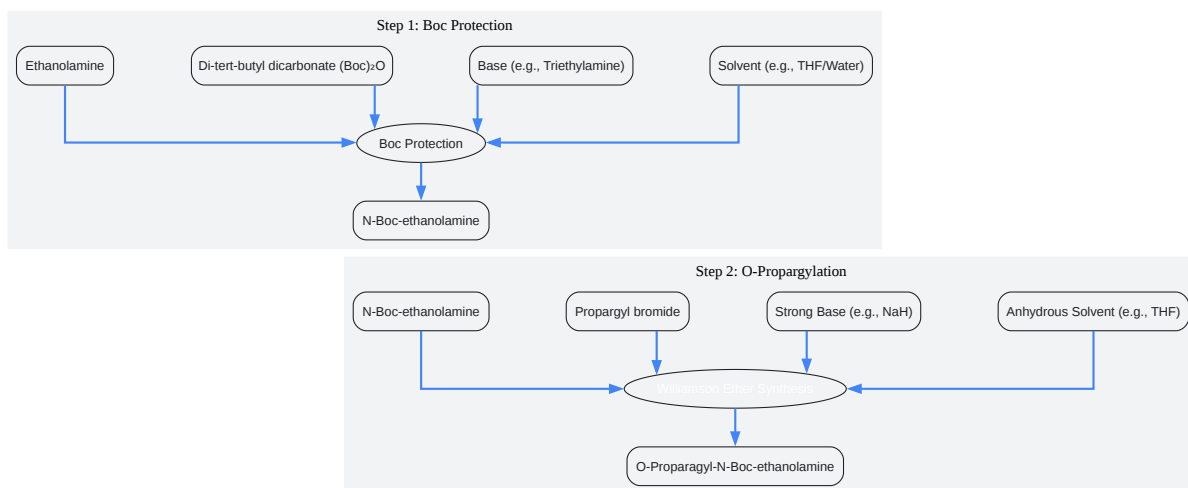 Step 1: Boc Protection
Ethanolamine
Di-tert-butyl dicarbonate (Boc)₂O
Base (e.g., Triethylamine)
Solvent (e.g., THF/Water)
Boc Protection
N-Boc-ethanolamine
Step 2: O-Propargylation
N-Boc-ethanolamine
Propargyl bromide
Strong Base (e.g., NaH)
Anhydrous Solvent (e.g., THF)
Williamson Ether Synthesis
O-Proparagyl-N-Boc-ethanolamine